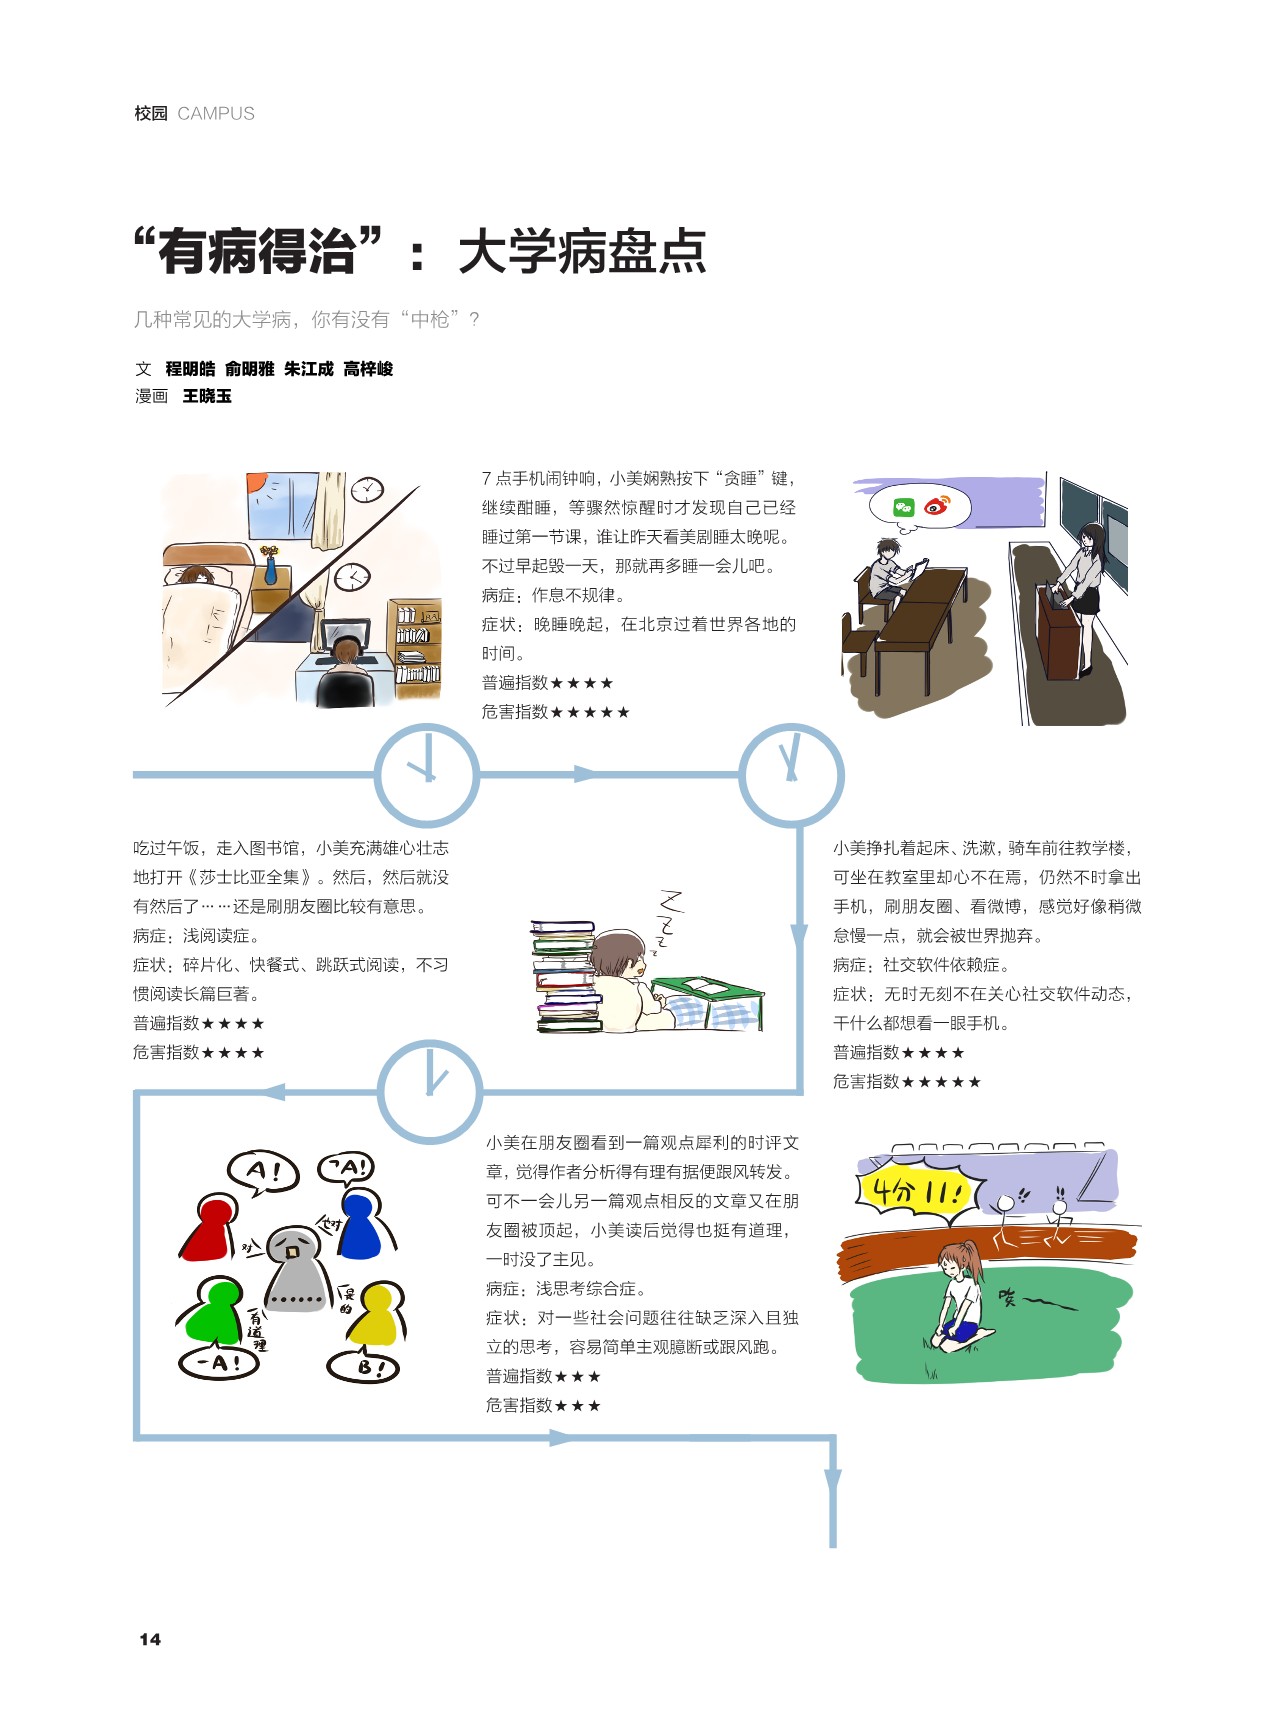 校园 CAMPUS
“有病得治”：大学病盘点
几种常见的大学病，你有没有“中枪”？
文 程明皓 俞明雅 朱江成 高梓峻
漫画 王晓玉
7点手机闹钟响，小美娴熟按下“贪睡”键，
继续酣睡，等骤然惊醒时才发现自己已经
睡过第一节课，谁让昨天看美剧睡太晚呢。
不过早起毁一天，那就再多睡一会儿吧。
病症：作息不规律。
症状：晚睡晚起，在北京过着世界各地的
时间。
普遍指数★★★★
危害指数★★★★★
小美挣扎着起床、洗漱，骑车前往教学楼，
可坐在教室里却心不在焉，仍然不时拿出
手机，刷朋友圈、看微博，感觉好像稍微
怠慢一点，就会被世界抛弃。
病症：社交软件依赖症。
症状：无时无刻不在关心社交软件动态，
干什么都想看一眼手机。
普遍指数★★★★
危害指数★★★★★
吃过午饭，走入图书馆，小美充满雄心壮志
地打开《莎士比亚全集》。然后，然后就没
有然后了……还是刷朋友圈比较有意思。
病症：浅阅读症。
症状：碎片化、快餐式、跳跃式阅读，不习
惯阅读长篇巨著。
普遍指数★★★★
危害指数★★★★
Z
Z
Z
z
A！
¬A！
对
也对
是的
有道理
-A！
B！
小美在朋友圈看到一篇观点犀利的时评文
章，觉得作者分析得有理有据便跟风转发。
可不一会儿另一篇观点相反的文章又在朋
友圈被顶起，小美读后觉得也挺有道理，
一时没了主见。
病症：浅思考综合症。
症状：对一些社会问题往往缺乏深入且独
立的思考，容易简单主观臆断或跟风跑。
普遍指数★★★
危害指数★★★
4分11！
唉
14